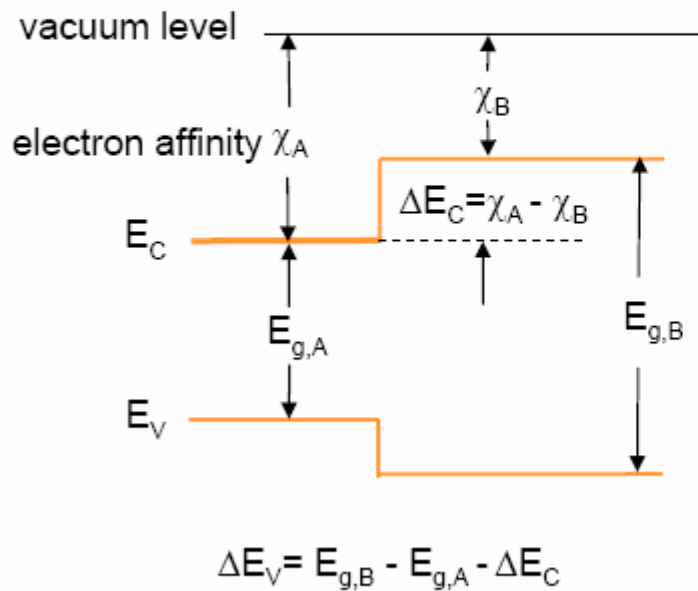 vacuum level
χB
electron affinity χA
ΔEC=χA - χB
EC
Eg,A
Eg,B
EV
ΔEV= Eg,B - Eg,A - ΔEC